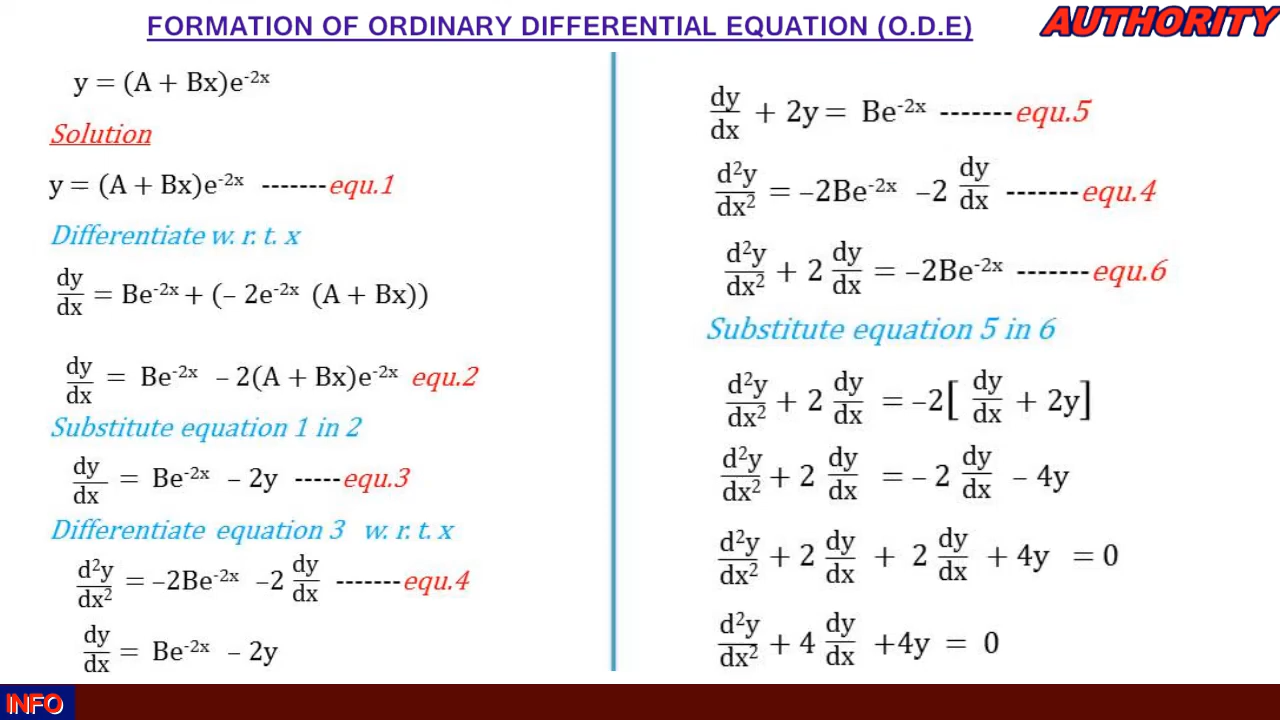 FORMATION OF ORDINARY DIFFERENTIAL EQUATION (O.D.E)
AUTHORITY
y = (A + Bx)e⁻²ˣ
Solution
y = (A + Bx)e⁻²ˣ -------equ.1
Differentiate w. r. t. x
dy/dx = Be⁻²ˣ + (– 2e⁻²ˣ (A + Bx))
dy/dx = Be⁻²ˣ – 2(A + Bx)e⁻²ˣ equ.2
Substitute equation 1 in 2
dy/dx = Be⁻²ˣ – 2y -----equ.3
Differentiate equation 3 w. r. t. x
d²y/dx² = –2Be⁻²ˣ –2 dy/dx -------equ.4
dy/dx = Be⁻²ˣ – 2y
dy/dx + 2y = Be⁻²ˣ -------equ.5
d²y/dx² = –2Be⁻²ˣ –2 dy/dx -------equ.4
d²y/dx² + 2 dy/dx = –2Be⁻²ˣ -------equ.6
Substitute equation 5 in 6
d²y/dx² + 2 dy/dx = –2[ dy/dx + 2y]
d²y/dx² + 2 dy/dx = – 2 dy/dx – 4y
d²y/dx² + 2 dy/dx + 2 dy/dx + 4y = 0
d²y/dx² + 4 dy/dx +4y = 0
INFO